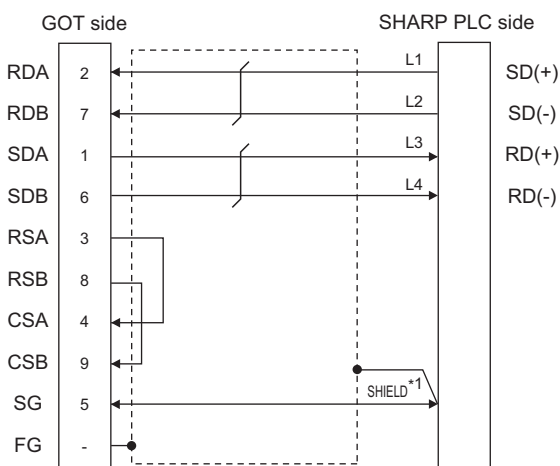 GOT side SHARP PLC side
RDA 2 L1 SD(+)
RDB 7 L2 SD(-)
SDA 1 L3 RD(+)
SDB 6 L4 RD(-)
RSA 3
RSB 8
CSA 4
CSB 9
SHIELD*1
SG 5
FG -